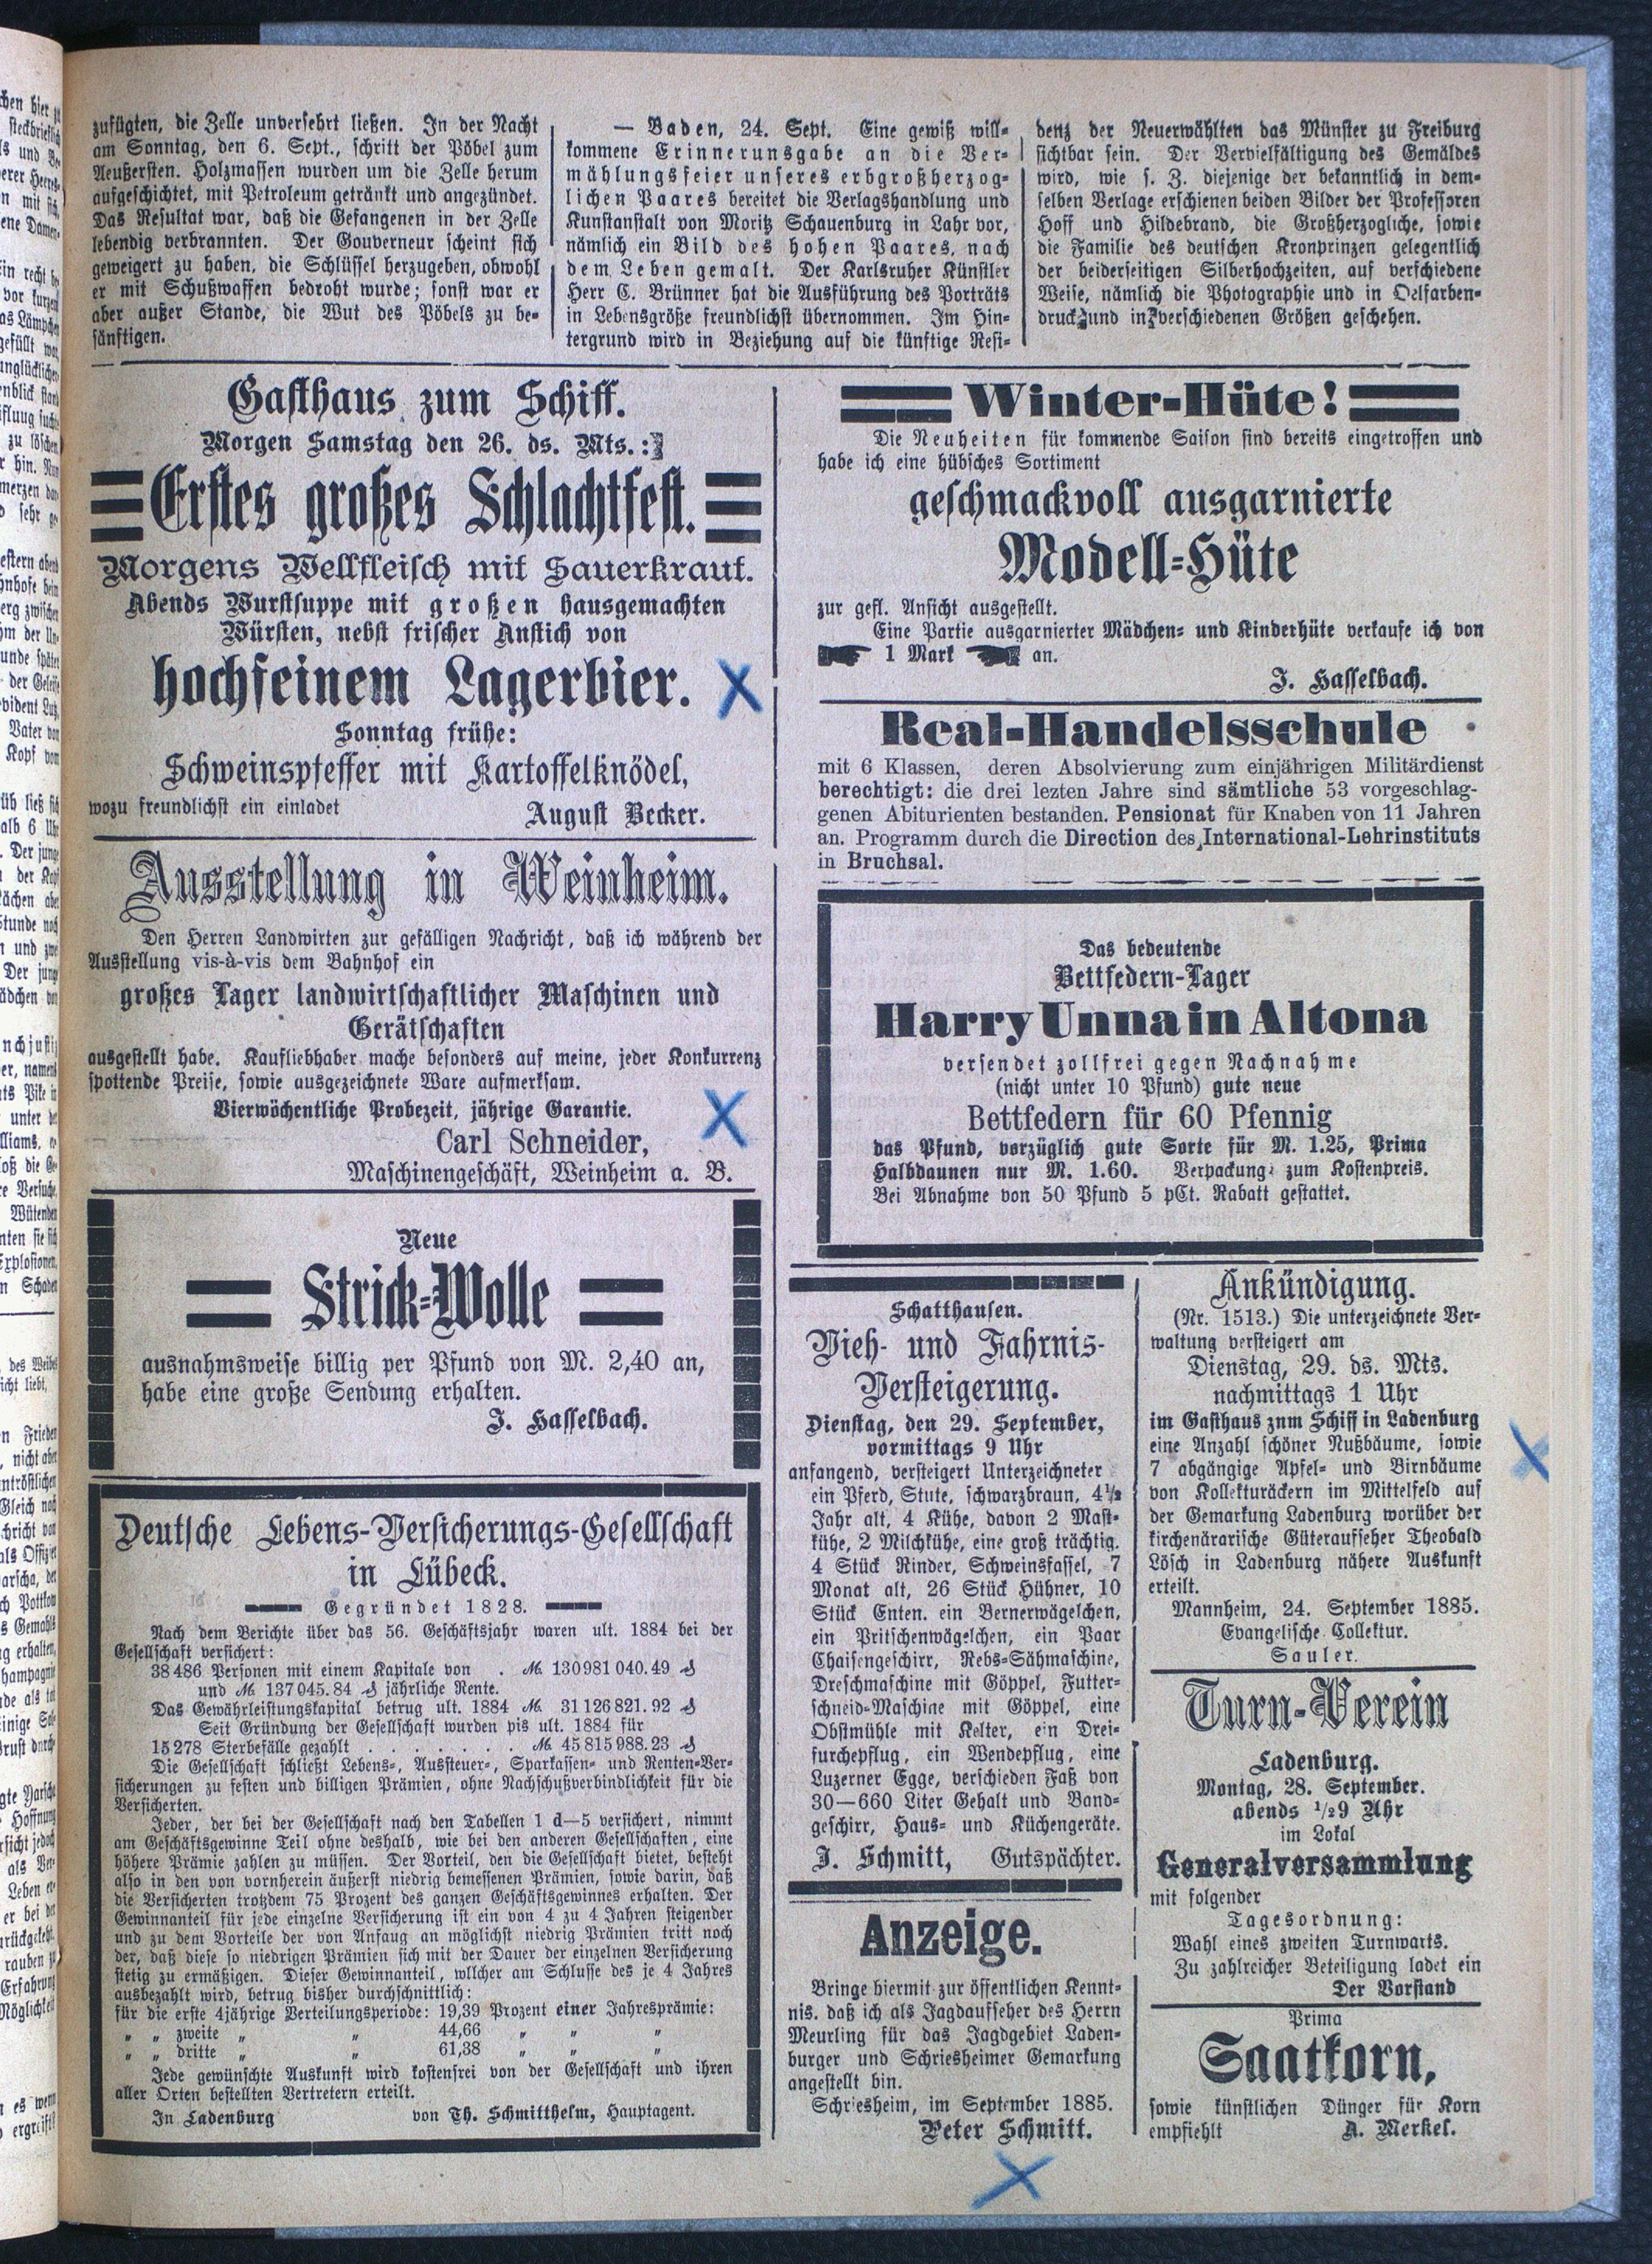 zufügten, die Zelle unversehrt ließen. In der Nacht
am Sonntag, den 6. Sept., schritt der Pöbel zum
Aeußersten. Holzmassen wurden um die Zelle herum
aufgeschichtet, mit Petroleum getränkt und angezündet.
Das Resultat war, daß die Gefangenen in der Zelle
lebendig verbrannten. Der Gouverneur scheint sich
geweigert zu haben, die Schlüssel herzugeben, obwohl
er mit Schußwaffen bedroht wurde; sonst war er
aber außer Stande, die Wut des Pöbels zu be-
sänftigen.
— Baden, 24. Sept. Eine gewiß will-
kommene Erinnerunsgabe an die Ver-
mählungsfeier unseres erbgroßherzog-
lichen Paares bereitet die Verlagshandlung und
Kunstanstalt von Moritz Schauenburg in Lahr vor,
nämlich ein Bild des hohen Paares, nach
dem Leben gemalt. Der Karlsruher Künstler
Herr C. Brünner hat die Ausführung des Porträts
in Lebensgröße freundlichst übernommen. Im Hin-
tergrund wird in Beziehung auf die künftige Resi-
denz der Neuerwählten das Münster zu Freiburg
sichtbar sein. Der Vervielfältigung des Gemäldes
wird, wie s. Z. diejenige der bekanntlich in dem-
selben Verlage erschienen beiden Bilder der Professoren
Hoff und Hildebrand, die Großherzogliche, sowie
die Familie des deutschen Kronprinzen gelegentlich
der beiderseitigen Silberhochzeiten, auf verschiedene
Weise, nämlich die Photographie und in Oelfarben-
druck und in verschiedenen Größen geschehen.
Gasthaus zum Schiff.
Morgen Samstag den 26. ds. Mts.:
Erstes großes Schlachtfest.
Morgens Wellfleisch mit Sauerkraut.
Abends Wurstsuppe mit großen hausgemachten
Würsten, nebst frischer Anstich von
hochfeinem Lagerbier.
Sonntag frühe:
Schweinspfeffer mit Kartoffelknödel,
wozu freundlichst ein einladet August Becker.
Ausstellung in Weinheim.
Den Herren Landwirten zur gefälligen Nachricht, daß ich während der
Ausstellung vis-à-vis dem Bahnhof ein
großes Lager landwirtschaftlicher Maschinen und
Gerätschaften
ausgestellt habe. Kaufliebhaber mache besonders auf meine, jeder Konkurrenz
spottende Preise, sowie ausgezeichnete Ware aufmerksam.
Vierwöchentliche Probezeit, jährige Garantie.
Carl Schneider,
Maschinengeschäft, Weinheim a. B.
Neue
Strick-Wolle
ausnahmsweise billig per Pfund von M. 2,40 an,
habe eine große Sendung erhalten.
J. Hasselbach.
Deutsche Lebens-Versicherungs-Gesellschaft
in Lübeck.
Gegründet 1828.
Nach dem Berichte über das 56. Geschäftsjahr waren ult. 1884 bei der
Gesellschaft versichert:
38 486 Personen mit einem Kapitale von . M. 130 981 040.49 ₰
und M. 137 045.84 ₰ jährliche Rente.
Das Gewährleistungskapital betrug ult. 1884 M. 31 126 821.92 ₰
Seit Gründung der Gesellschaft wurden pis ult. 1884 für
15 278 Sterbefälle gezahlt . . . . . . . M. 45 815 988.23 ₰
Die Gesellschaft schließt Lebens-, Aussteuer-, Sparkassen- und Renten-Ver-
sicherungen zu festen und billigen Prämien, ohne Nachschußverbindlichkeit für die
Versicherten.
Jeder, der bei der Gesellschaft nach den Tabellen 1 d—5 versichert, nimmt
am Geschäftsgewinne Teil ohne deshalb, wie bei den anderen Gesellschaften, eine
höhere Prämie zahlen zu müssen. Der Vorteil, den die Gesellschaft bietet, besteht
also in den von vornherein äußerst niedrig bemessenen Prämien, sowie darin, daß
die Versicherten trotzdem 75 Prozent des ganzen Geschäftsgewinnes erhalten. Der
Gewinnanteil für jede einzelne Versicherung ist ein von 4 zu 4 Jahren steigender
und zu dem Vorteile der von Anfaug an möglichst niedrig Prämien tritt noch
der, daß diese so niedrigen Prämien sich mit der Dauer der einzelnen Versicherung
stetig zu ermäßigen. Dieser Gewinnanteil, wllcher am Schlusse des je 4 Jahres
ausbezahlt wird, betrug bisher durchschnittlich:
für die erste 4jährige Verteilungsperiode: 19,39 Prozent einer Jahresprämie:
„ „ zweite „ „ 44,66 „ „ „
„ „ dritte „ „ 61,38 „ „ „
Jede gewünschte Auskunft wird kostenfrei von der Gesellschaft und ihren
aller Orten bestellten Vertretern erteilt.
In Ladenburg von Th. Schmitthelm, Hauptagent.
Winter-Hüte!
Die Neuheiten für kommende Saison sind bereits eingetroffen und
habe ich eine hübsches Sortiment
geschmackvoll ausgarnierte
Modell-Hüte
zur gefl. Ansicht ausgestellt.
Eine Partie ausgarnierter Mädchen- und Kinderhüte verkaufe ich von
1 Mark an.
J. Hasselbach.
Real-Handelsschule
mit 6 Klassen, deren Absolvierung zum einjährigen Militärdienst
berechtigt: die drei lezten Jahre sind sämtliche 53 vorgeschlag-
genen Abiturienten bestanden. Pensionat für Knaben von 11 Jahren
an. Programm durch die Direction des International-Lehrinstituts
in Bruchsal.
Das bedeutende
Bettfedern-Lager
Harry Unna in Altona
versendet zollfrei gegen Nachnahme
(nicht unter 10 Pfund) gute neue
Bettfedern für 60 Pfennig
das Pfund, vorzüglich gute Sorte für M. 1.25, Prima
Halbdaunen nur M. 1.60. Verpackung zum Kostenpreis.
Bei Abnahme von 50 Pfund 5 pCt. Rabatt gestattet.
Schatthausen.
Vieh- und Fahrnis-
Versteigerung.
Dienstag, den 29. September,
vormittags 9 Uhr
anfangend, versteigert Unterzeichneter
ein Pferd, Stute, schwarzbraun, 4½
Jahr alt, 4 Kühe, davon 2 Mast-
kühe, 2 Milchkühe, eine groß trächtig.
4 Stück Rinder, Schweinsfassel, 7
Monat alt, 26 Stück Hühner, 10
Stück Enten. ein Bernerwägelchen,
ein Pritschenwägelchen, ein Paar
Chaisengeschirr, Rebs-Sähmaschine,
Dreschmaschine mit Göppel, Futter-
schneid-Maschine mit Göppel, eine
Obstmühle mit Kelter, ein Drei-
furchepflug, ein Wendepflug, eine
Luzerner Egge, verschieden Faß von
30—660 Liter Gehalt und Band-
geschirr, Haus- und Küchengeräte.
J. Schmitt, Gutspächter.
Anzeige.
Bringe hiermit zur öffentlichen Kennt-
nis. daß ich als Jagdaufseher des Herrn
Meurling für das Jagdgebiet Laden-
burger und Schriesheimer Gemarkung
angestellt bin.
Schriesheim, im September 1885.
Peter Schmitt.
Ankündigung.
(Nr. 1513.) Die unterzeichnete Ver-
waltung versteigert am
Dienstag, 29. ds. Mts.
nachmittags 1 Uhr
im Gasthaus znm Schiff in Ladenburg
eine Anzahl schöner Nußbäume, sowie
7 abgängige Apfel- und Birnbäume
von Kollekturäckern im Mittelfeld auf
der Gemarkung Ladenburg worüber der
kirchenärarische Güteraufseher Theobald
Lösch in Ladenburg nähere Auskunft
erteilt.
Mannheim, 24. September 1885.
Evangelische Collektur.
Sauler.
Turn-Verein
Ladenburg.
Montag, 28. September.
abends ½9 Uhr
im Lokal
Generalversammlung
mit folgender
Tagesordnung:
Wahl eines zweiten Turnwarts.
Zu zahlreicher Beteiligung ladet ein
Der Vorstand
Prima
Saatkorn,
sowie künstlichen Dünger für Korn
empfiehlt A. Merkel.